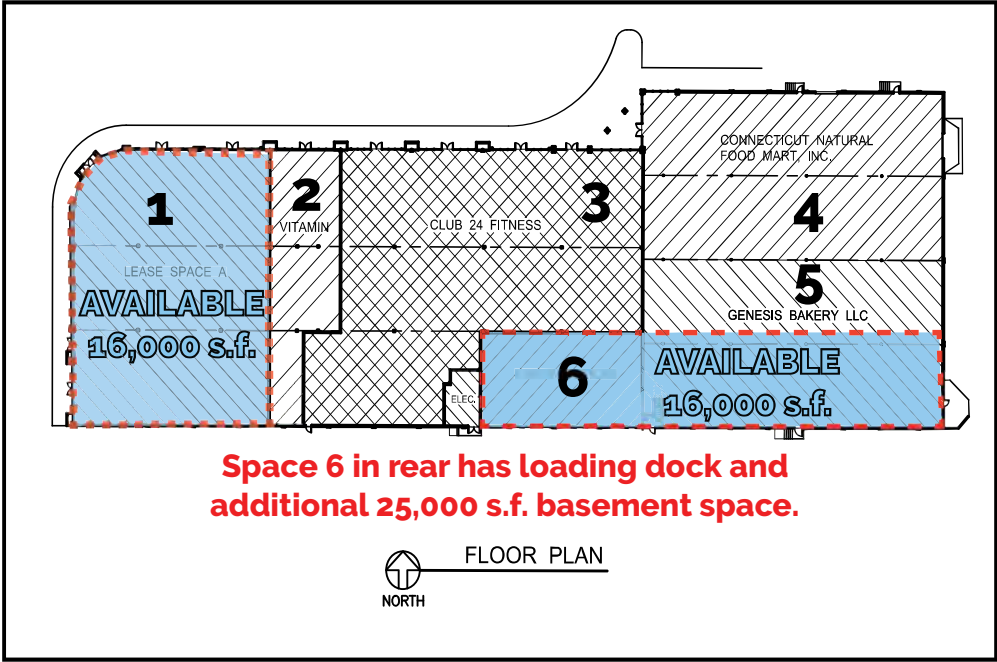 CONNECTICUT NATURAL
FOOD MART, INC.
1
2
3
4
VITAMIN
CLUB 24 FITNESS
LEASE SPACE A
AVAILABLE
16,000 s.f.
5
GENESIS BAKERY LLC
6
AVAILABLE
16,000 s.f.
ELEC.
Space 6 in rear has loading dock and
additional 25,000 s.f. basement space.
FLOOR PLAN
NORTH